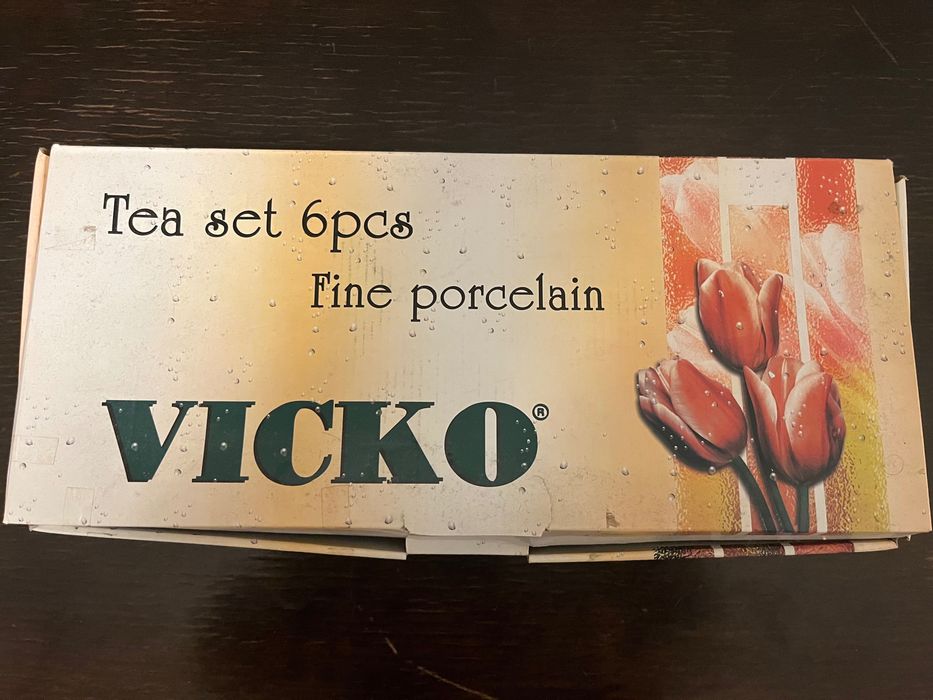 Tea set 6pcs
Fine porcelain
VICKO®